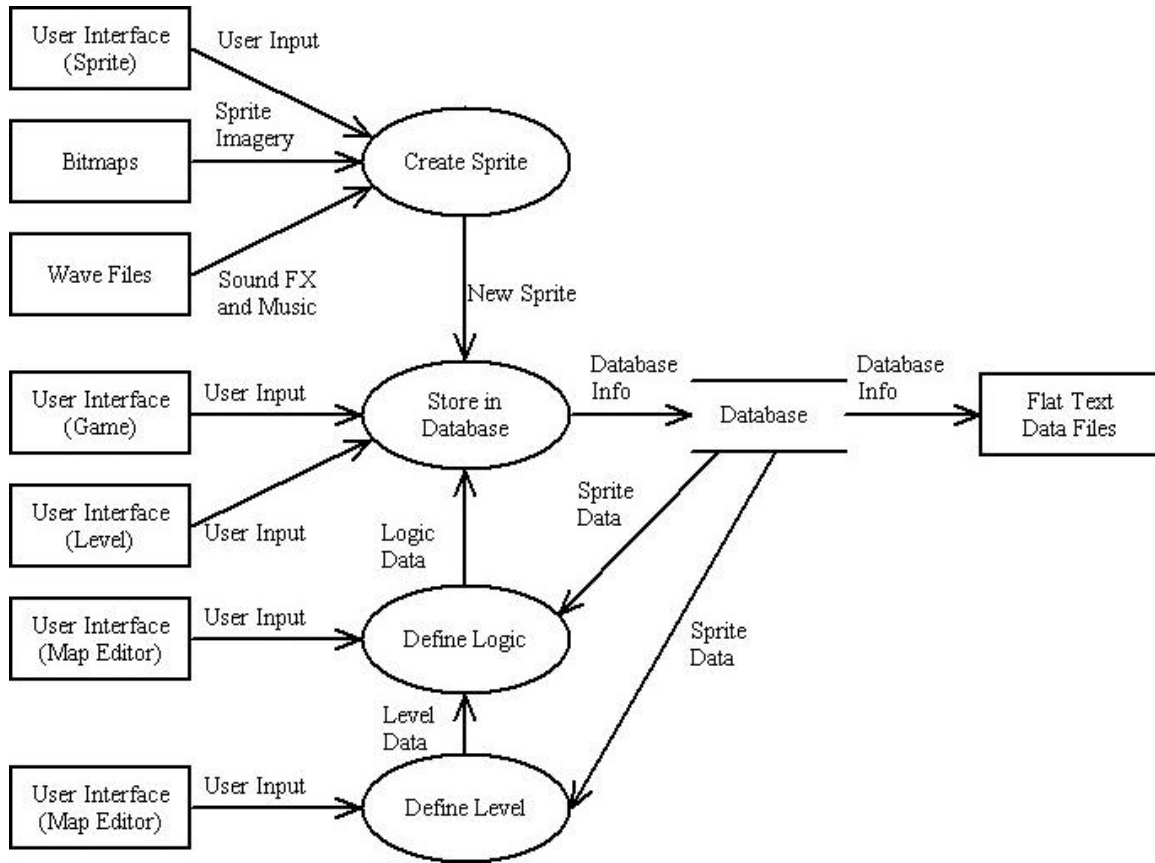 User Interface
(Sprite)
User Input
Bitmaps
Sprite
Imagery
Create Sprite
Wave Files
Sound FX
and Music
New Sprite
User Interface
(Game)
User Input
Store in
Database
Database
Info
Database
Database
Info
Flat Text
Data Files
User Interface
(Level)
User Input
Logic
Data
Sprite
Data
User Interface
(Map Editor)
User Input
Define Logic
Sprite
Data
Level
Data
User Interface
(Map Editor)
User Input
Define Level